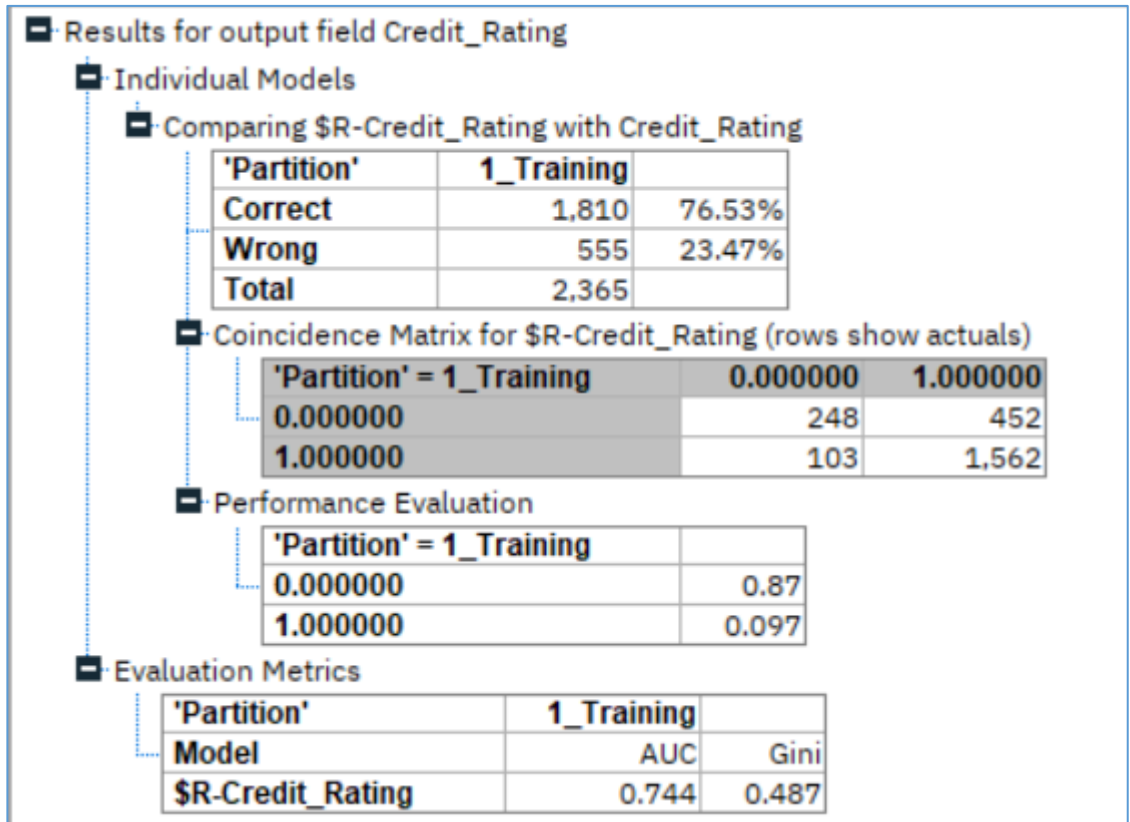 Results for output field Credit_Rating
Individual Models
Comparing $R-Credit_Rating with Credit_Rating
'Partition' 1_Training
Correct 1,810 76.53%
Wrong 555 23.47%
Total 2,365
Coincidence Matrix for $R-Credit_Rating (rows show actuals)
'Partition' = 1_Training 0.000000 1.000000
0.000000 248 452
1.000000 103 1,562
Performance Evaluation
'Partition' = 1_Training
0.000000 0.87
1.000000 0.097
Evaluation Metrics
'Partition' 1_Training
Model AUC Gini
$R-Credit_Rating 0.744 0.487